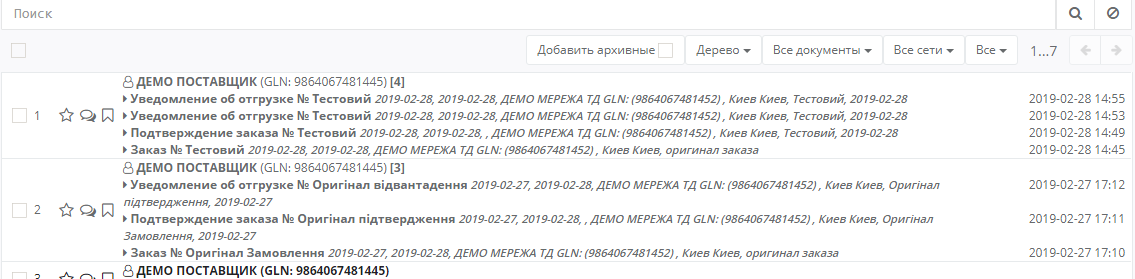 Поиск
Добавить архивные Дерево Все документы Все сети Все 1...7
ДЕМО ПОСТАВЩИК (GLN: 9864067481445) [4]
Уведомление об отгрузке № Тестовий 2019-02-28, 2019-02-28, ДЕМО МЕРЕЖА ТД GLN: (9864067481452) , Киев Киев, Тестовий, 2019-02-28 2019-02-28 14:55
1 Уведомление об отгрузке № Тестовий 2019-02-28, 2019-02-28, ДЕМО МЕРЕЖА ТД GLN: (9864067481452) , Киев Киев, Тестовий, 2019-02-28 2019-02-28 14:53
Подтверждение заказа № Тестовий 2019-02-28, 2019-02-28, , ДЕМО МЕРЕЖА ТД GLN: (9864067481452) , Киев Киев, Тестовий, 2019-02-28 2019-02-28 14:49
Заказ № Тестовий 2019-02-28, 2019-02-28, ДЕМО МЕРЕЖА ТД GLN: (9864067481452) , Киев Киев, оригинал заказа 2019-02-28 14:45
ДЕМО ПОСТАВЩИК (GLN: 9864067481445) [3]
Уведомление об отгрузке № Оригінал відвантадення 2019-02-27, 2019-02-28, ДЕМО МЕРЕЖА ТД GLN: (9864067481452) , Киев Киев, Оригінал 2019-02-27 17:12
підтвердження, 2019-02-27
2 Подтверждение заказа № Оригінал підтвердження 2019-02-27, 2019-02-28, , ДЕМО МЕРЕЖА ТД GLN: (9864067481452) , Киев Киев, Оригінал 2019-02-27 17:11
Замовлення, 2019-02-27
Заказ № Оригінал Замовлення 2019-02-27, 2019-02-28, ДЕМО МЕРЕЖА ТД GLN: (9864067481452) , Киев Киев, оригинал заказа 2019-02-27 17:10
3 ДЕМО ПОСТАВЩИК (GLN: 9864067481445)